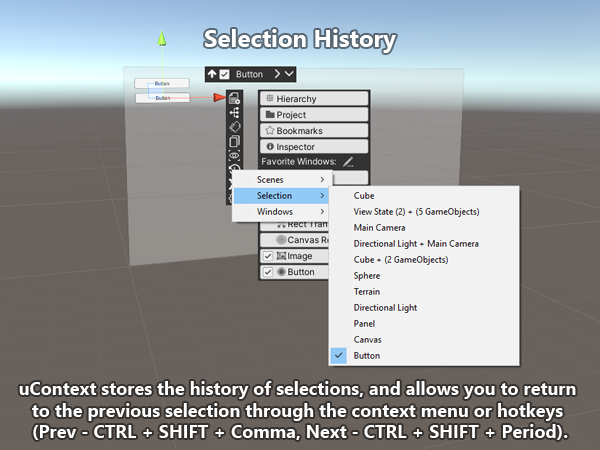 Selection History
Button
Button
Button
Hierarchy
Project
Bookmarks
Inspector
Favorite Windows:
Scenes
Selection
Windows
Cube
View State (2) + (5 GameObjects)
Main Camera
Directional Light + Main Camera
Cube + (2 GameObjects)
Sphere
Terrain
Directional Light
Panel
Canvas
Button
Rect Tran
Canvas Re
Image
Button
uContext stores the history of selections, and allows you to return
to the previous selection through the context menu or hotkeys
(Prev - CTRL + SHIFT + Comma, Next - CTRL + SHIFT + Period).